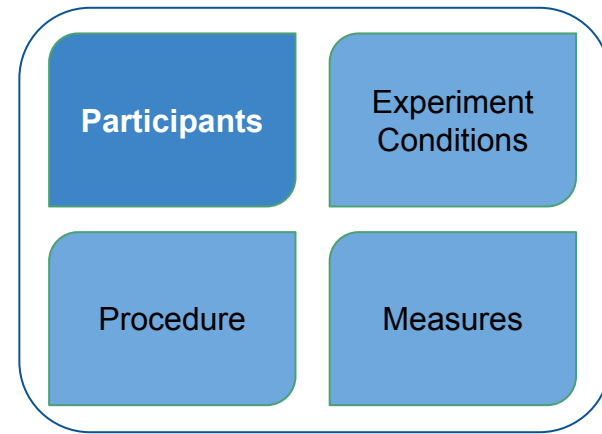 Participants
Experiment
Conditions
Procedure
Measures